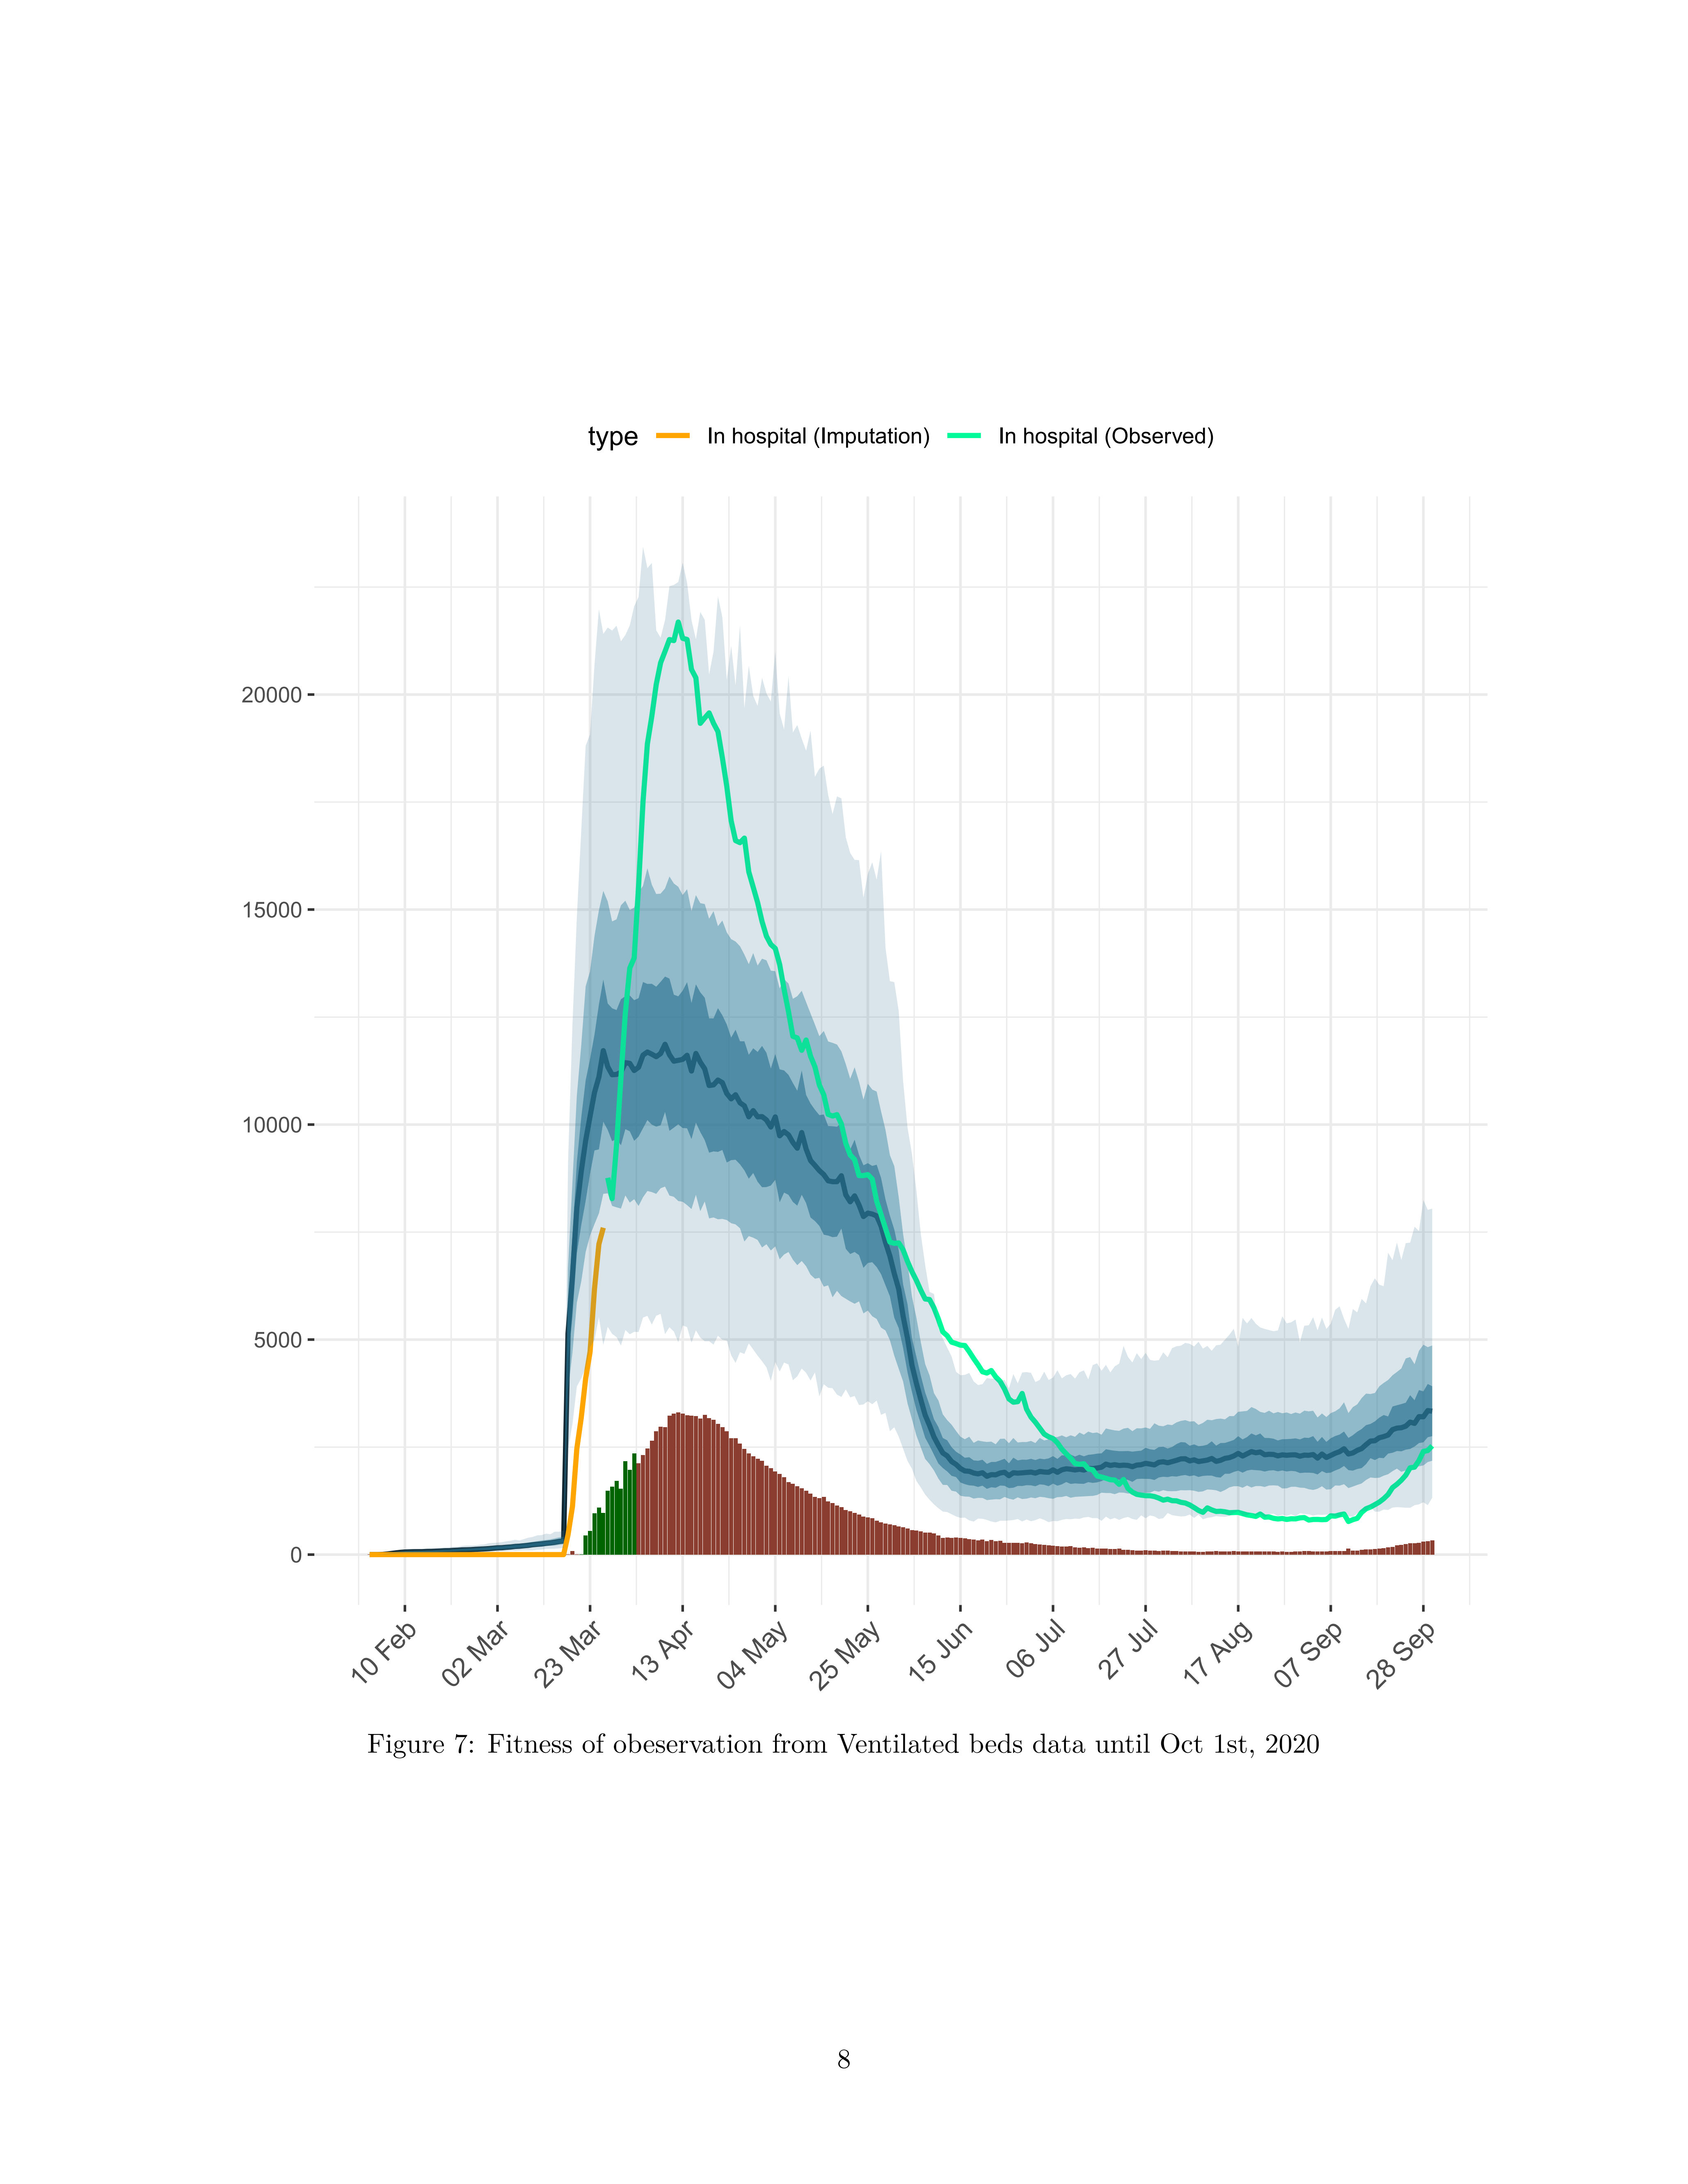 type In hospital (Imputation) In hospital (Observed)
20000
15000
10000
5000
0
10 Feb 02 Mar 23 Mar 13 Apr 04 May 25 May 15 Jun 06 Jul 27 Jul 17 Aug 07 Sep 28 Sep
Figure 7: Fitness of obeservation from Ventilated beds data until Oct 1st, 2020
8